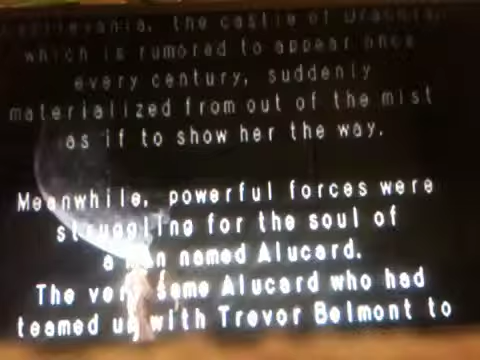 Castlevania, the castle of Dracula,
which is rumored to appear once
every century, suddenly
materialized from out of the mist
as if to show her the way.
Meanwhile, powerful forces were
struggling for the soul of
a man named Alucard.
The very same Alucard who had
teamed up with Trevor Belmont to